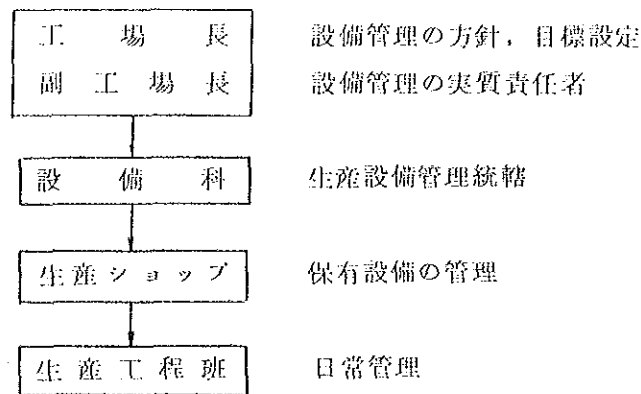 工場長 設備管理の方針，目標設定
副工場長 設備管理の実質責任者
設備科 生産設備管理統轄
生産ショップ 保有設備の管理
生産工程班 日常管理